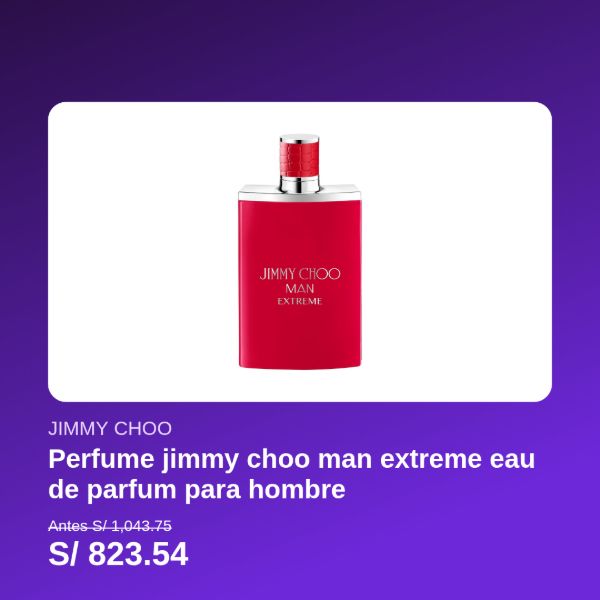 JIMMY CHOO
MAN
EXTREME
JIMMY CHOO
Perfume jimmy choo man extreme eau
de parfum para hombre
Antes S/ 1,043.75
S/ 823.54